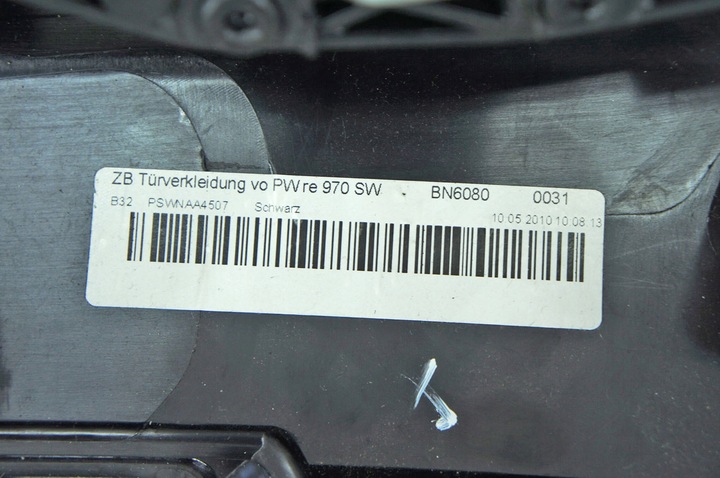 ZB Türverkleidung vo PW re 970 SW BN6080 0031
B32 PSWNAA4507 Schwarz 10 05 2010 10 08 13